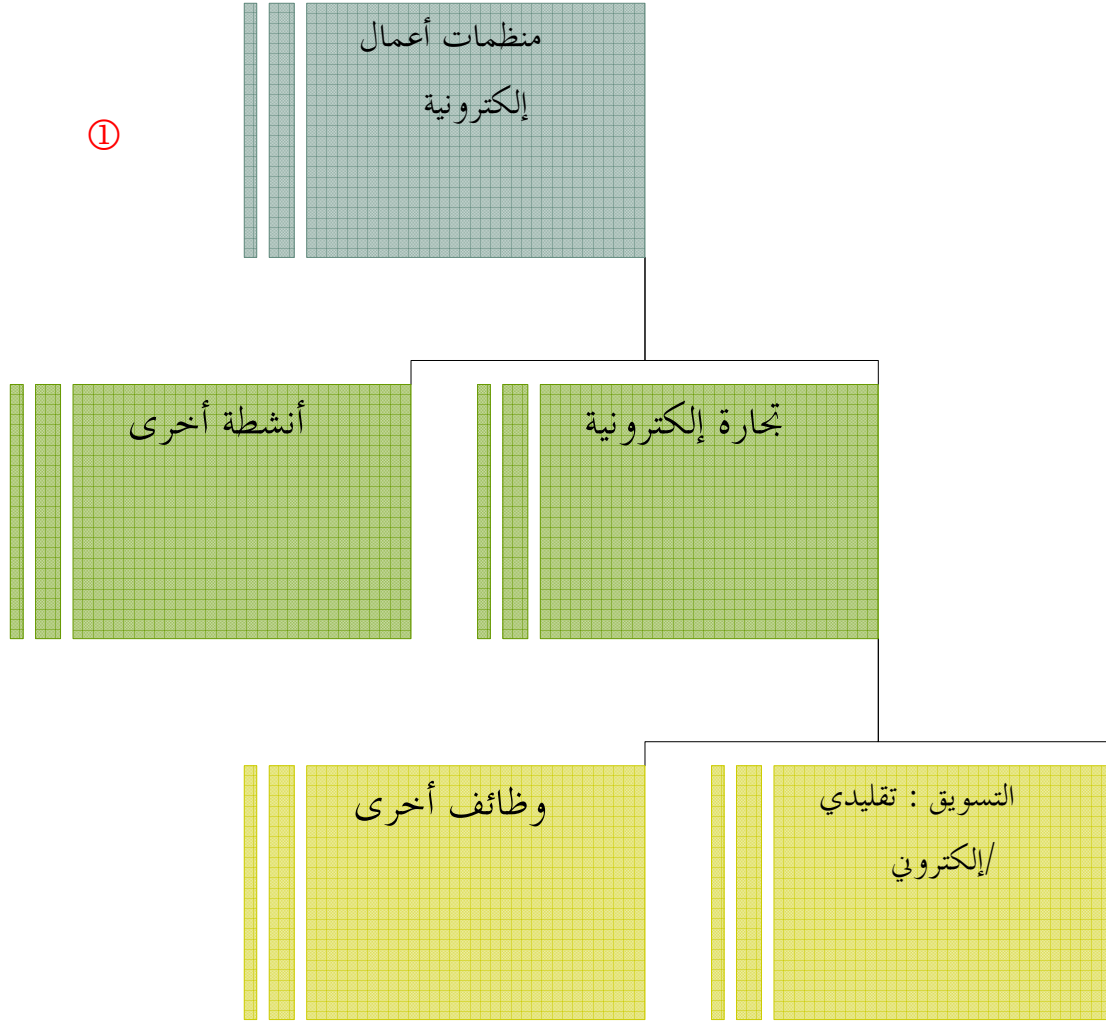 منظمات أعمال
إلكترونية
①
تجارة إلكترونية
أنشطة أخرى
التسويق : تقليدي
/إلكتروني
وظائف أخرى